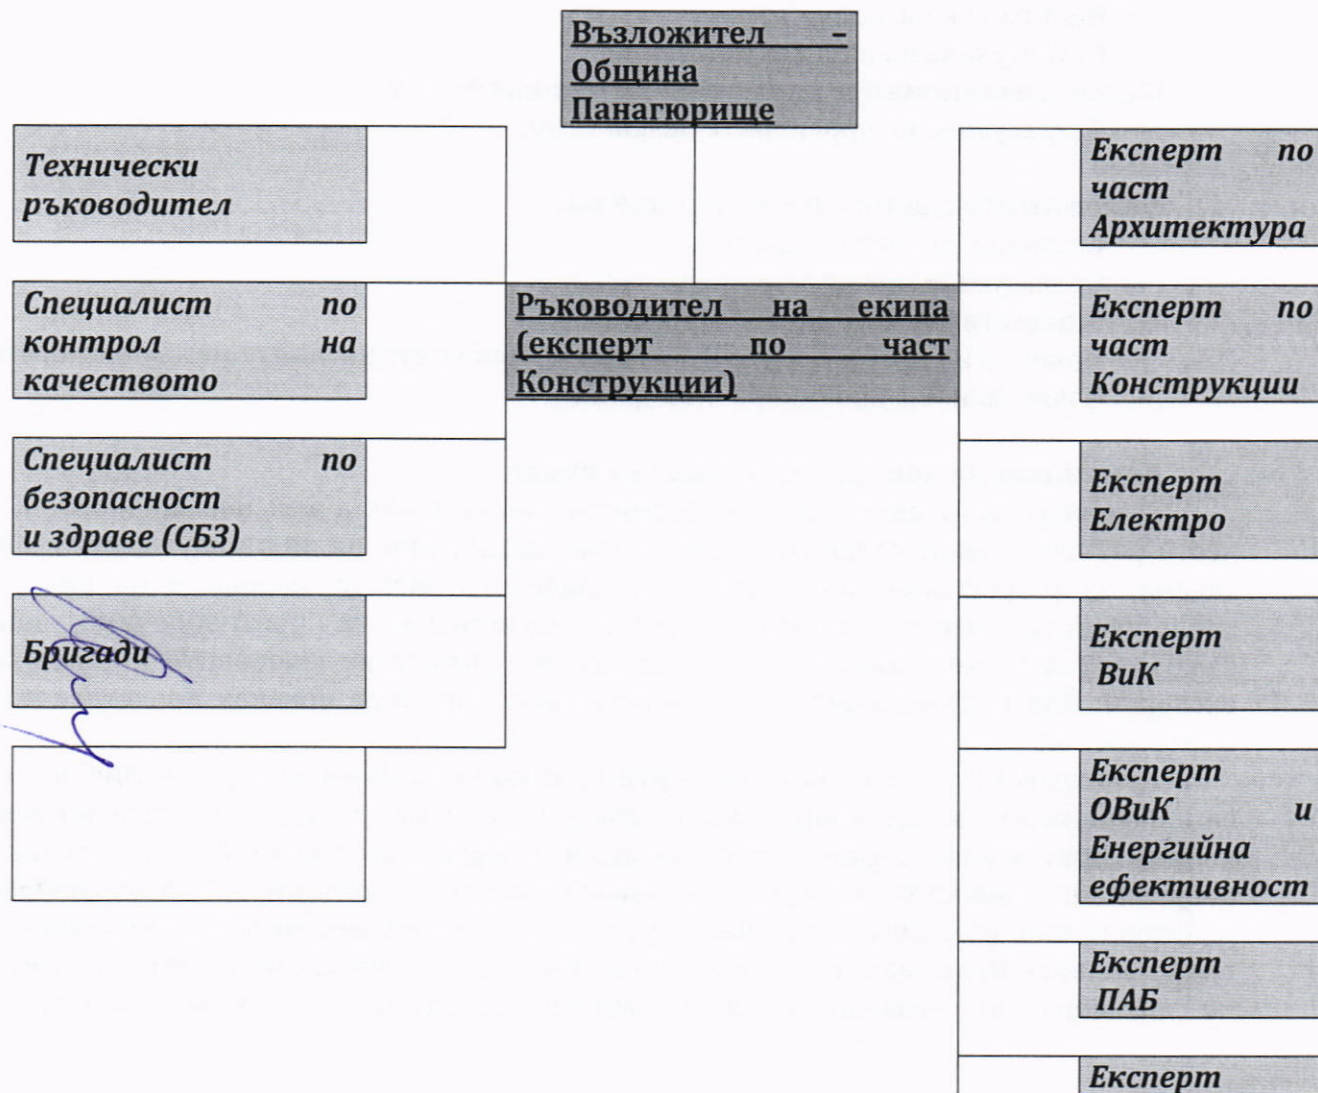 Възложител –
Община
Панагюрище
Технически
ръководител
Специалист по
контрол на
качеството
Специалист по
безопасност
и здраве (СБЗ)
Бригади
Ръководител на екипа
(експерт по част
Конструкции)
Експерт по
част
Архитектура
Експерт по
част
Конструкции
Експерт
Електро
Експерт
ВиК
Експерт
ОВиК и
Енергийна
ефективност
Експерт
ПАБ
Експерт